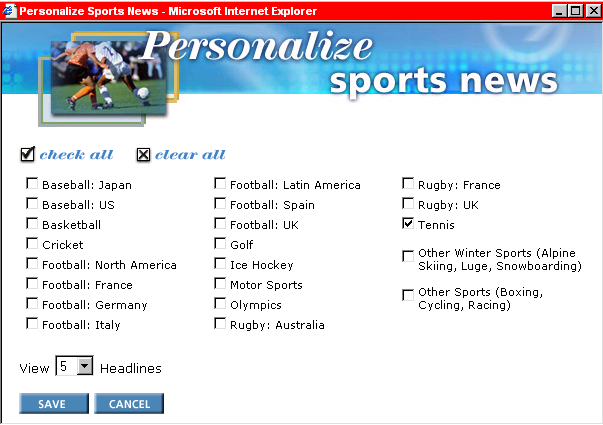 Personalize Sports News - Microsoft Internet Explorer
Personalize
sports news
check all clear all
Baseball: Japan
Baseball: US
Basketball
Cricket
Football: North America
Football: France
Football: Germany
Football: Italy
Football: Latin America
Football: Spain
Football: UK
Golf
Ice Hockey
Motor Sports
Olympics
Rugby: Australia
Rugby: France
Rugby: UK
Tennis
Other Winter Sports (Alpine
Skiing, Luge, Snowboarding)
Other Sports (Boxing,
Cycling, Racing)
View 5 Headlines
SAVE CANCEL